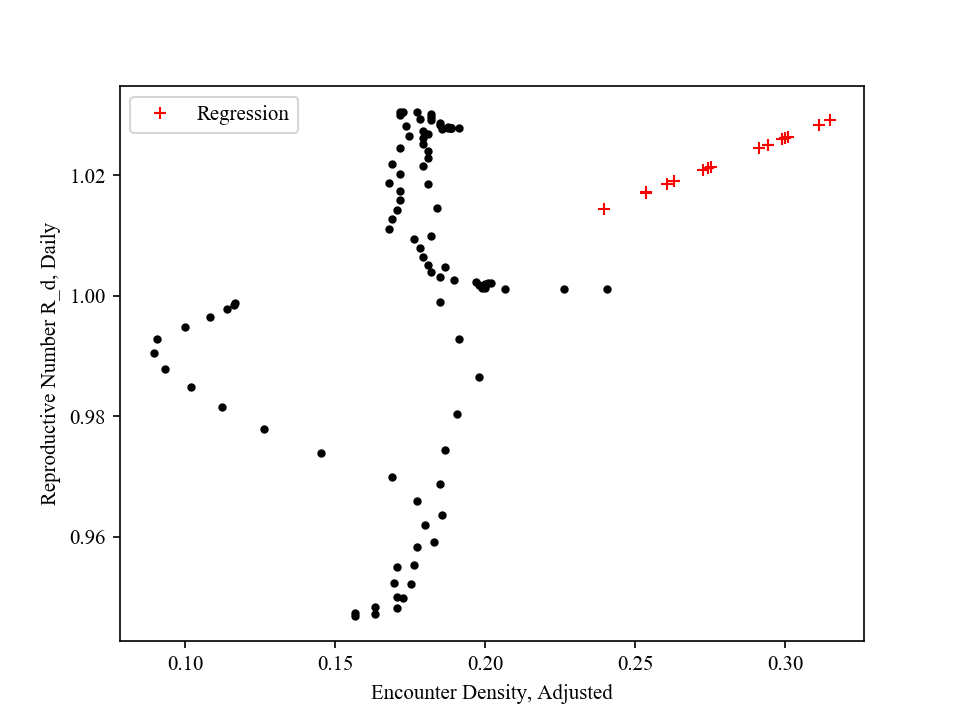 Regression
1.02
1.00
0.98
0.96
Reproductive Number R_d, Daily
0.10 0.15 0.20 0.25 0.30
Encounter Density, Adjusted